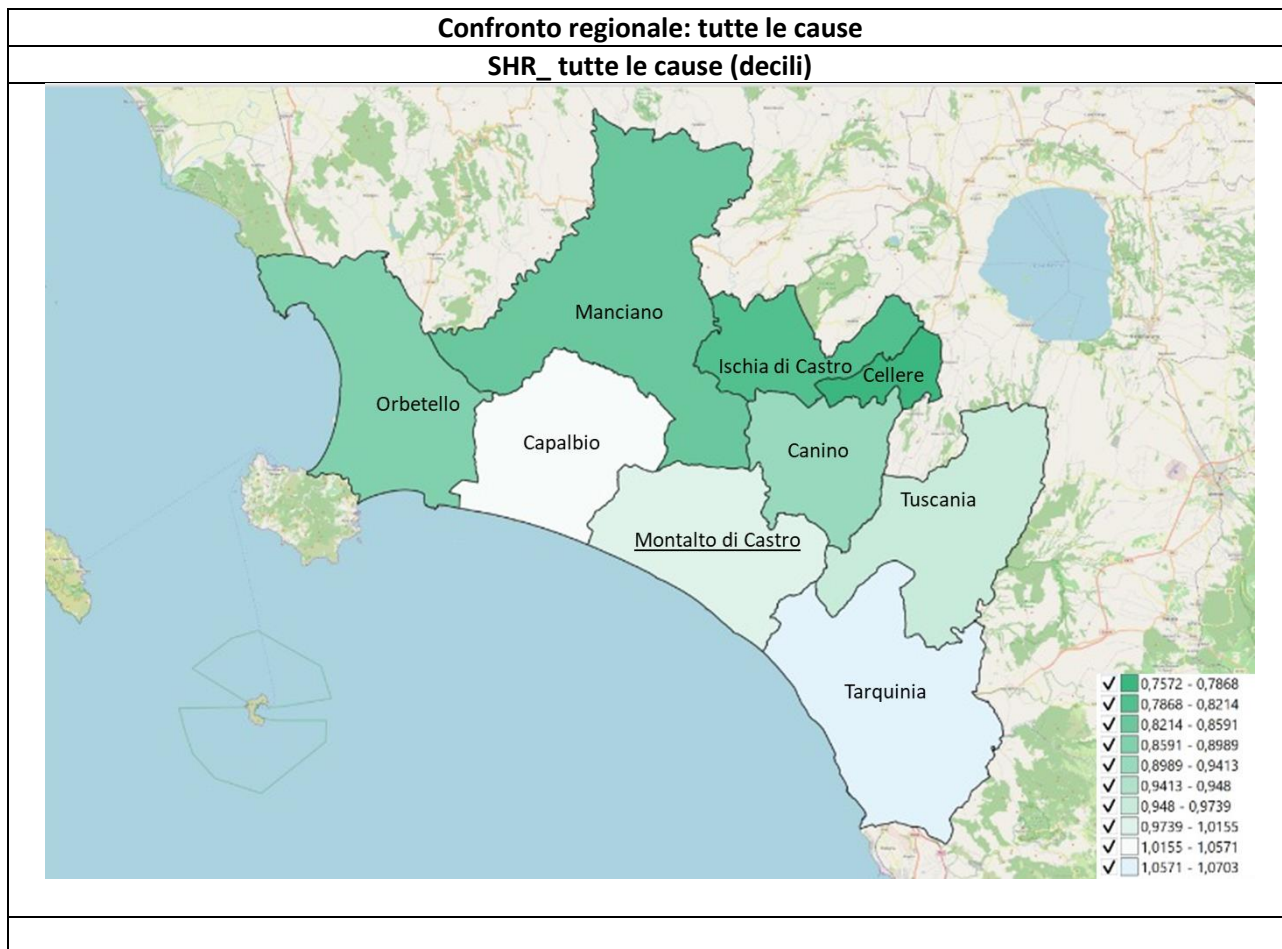 Confronto regionale: tutte le cause
SHR_ tutte le cause (decili)
Manciano
Ischia di Castro
Cellere
Orbetello
Capalbio
Canino
Tuscania
Montalto di Castro
Tarquinia
0,7572 - 0,7868
0,7868 - 0,8214
0,8214 - 0,8591
0,8591 - 0,8989
0,8989 - 0,9413
0,9413 - 0,948
0,948 - 0,9739
0,9739 - 1,0155
1,0155 - 1,0571
1,0571 - 1,0703